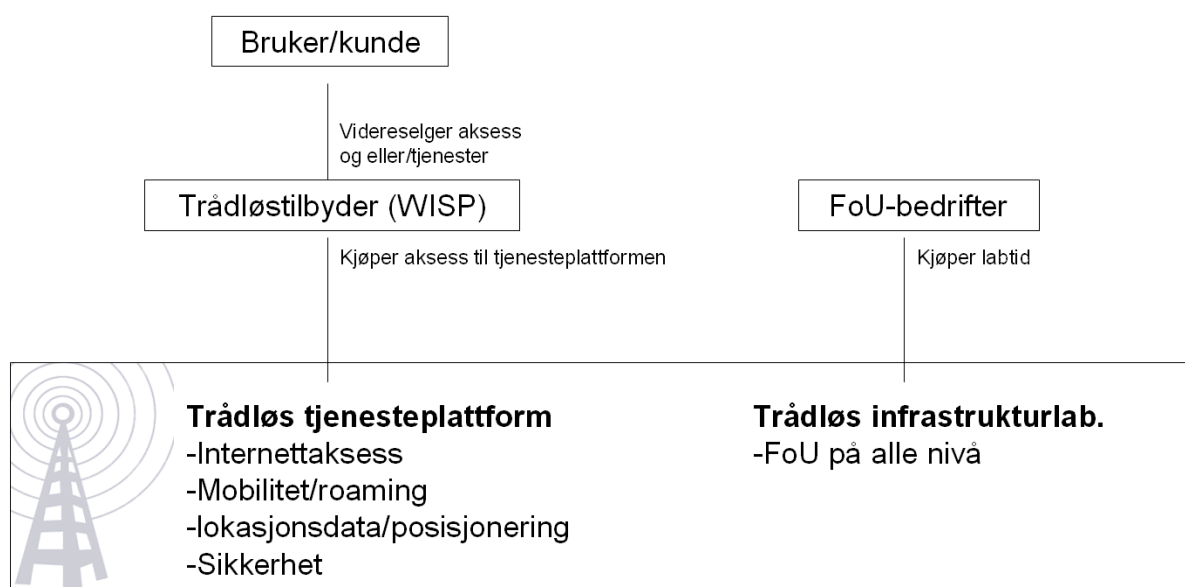 Bruker/kunde
Videreselger aksess
og eller/tjenester
Trådløstilbyder (WISP)
FoU-bedrifter
Kjøper aksess til tjenesteplattformen
Kjøper labtid
Trådløs tjenesteplattform
-Internettaksess
-Mobilitet/roaming
-lokasjonsdata/posisjonering
-Sikkerhet
Trådløs infrastrukturlab.
-FoU på alle nivå